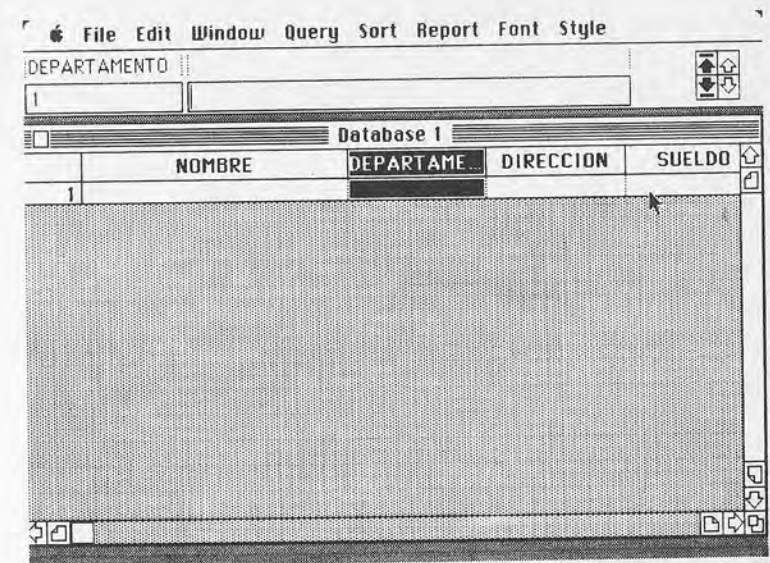 File Edit Window Query Sort Report Font Style
DEPARTAMENTO
1
Database 1
NOMBRE DEPARTAME... DIRECCION SUELDO
1